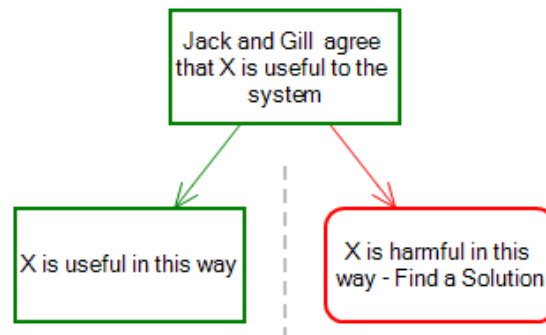 Jack and Gill agree
that X is useful to the
system
X is useful in this way
X is harmful in this
way - Find a Solution